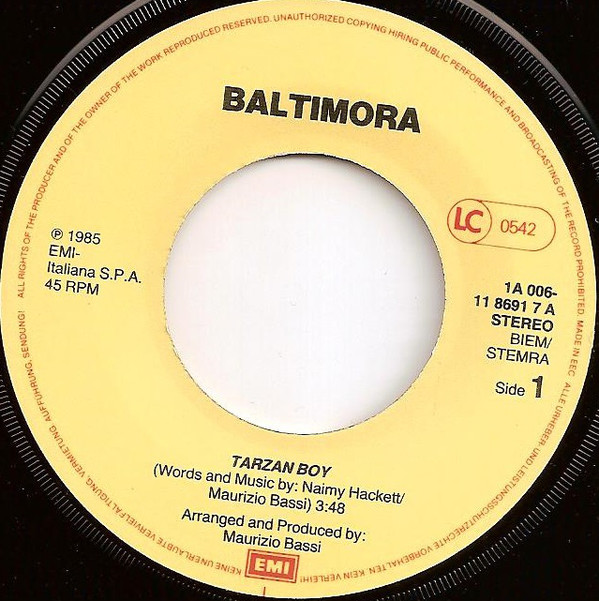 ALL RIGHTS OF THE PRODUCER AND OF THE OWNER OF THE WORK REPRODUCED RESERVED. UNAUTHORIZED COPYING HIRING PUBLIC PERFORMANCE AND BROADCASTING OF THE RECORD PROHIBITED. MADE IN EEC
BALTIMORA
LC 0542
℗ 1985
EMI-
Italiana S.P.A.
45 RPM
1A 006-
11 8691 7 A
STEREO
BIEM/
STEMRA
Side 1
TARZAN BOY
(Words and Music by: Naimy Hackett/
Maurizio Bassi) 3:48
Arranged and Produced by:
Maurizio Bassi
EMI
ALLE URHEBER- UND LEISTUNGSSCHUTZRECHTE VORBEHALTEN. KEIN VERLEIH! KEINE UNERLAUBTE VERVIELFÄLTIGUNG, VERMIETUNG, AUFFÜHRUNG, SENDUNG!